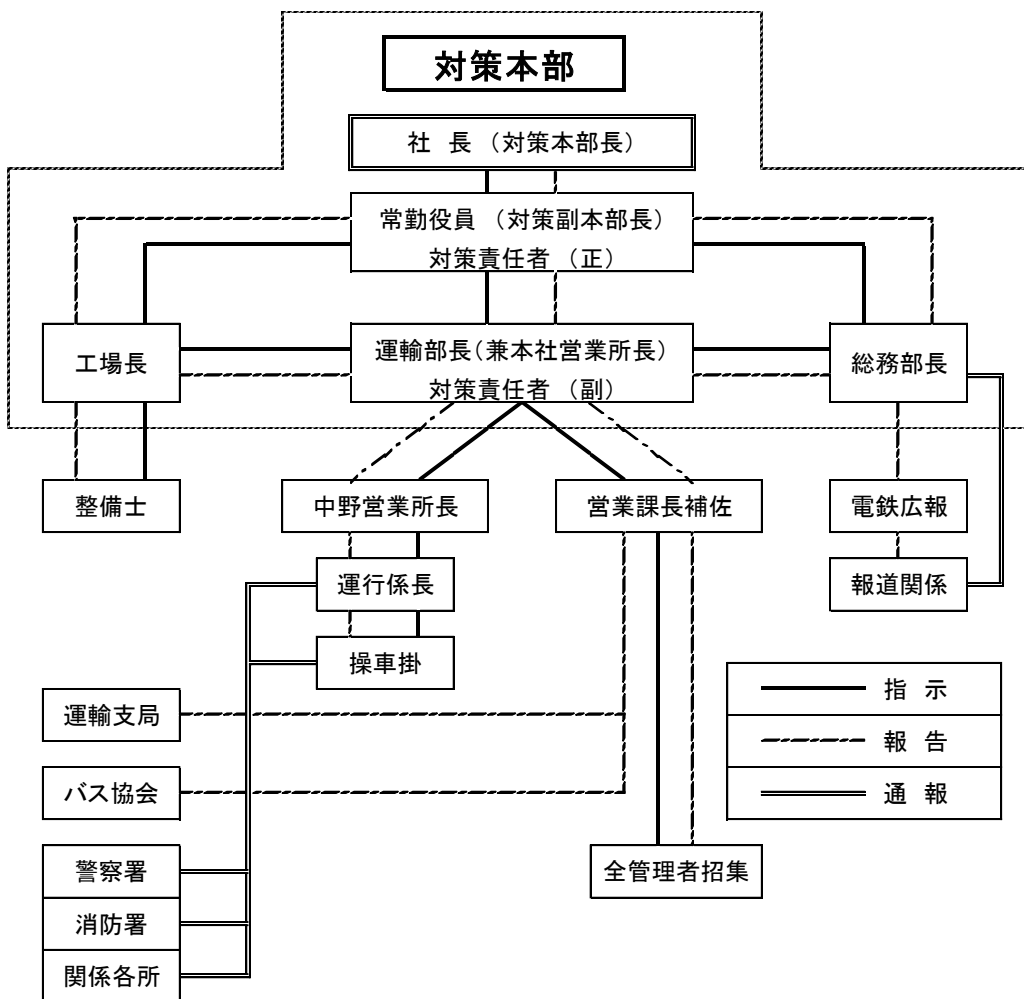 対策本部
社 長 （対策本部長）
常勤役員 （対策副本部長）
対策責任者 （正）
工場長
運輸部長(兼本社営業所長)
対策責任者 （副）
総務部長
整備士
中野営業所長
営業課長補佐
電鉄広報
運行係長
報道関係
操車掛
運輸支局
バス協会
指 示
報 告
通 報
警察署
消防署
関係各所
全管理者招集